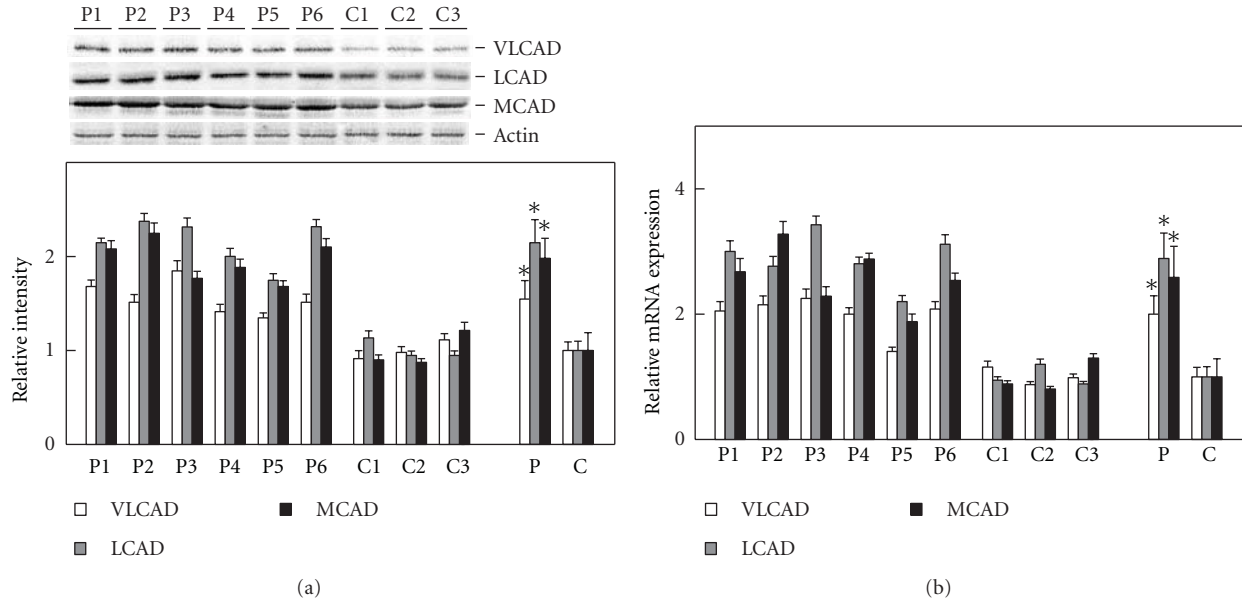 P1 P2 P3 P4 P5 P6 C1 C2 C3
VLCAD
LCAD
MCAD
Actin
Relative intensity
2
1
0
* * *
P1 P2 P3 P4 P5 P6 C1 C2 C3 P C
VLCAD MCAD
LCAD
(a)
Relative mRNA expression
4
2
0
* * *
P1 P2 P3 P4 P5 P6 C1 C2 C3 P C
VLCAD MCAD
LCAD
(b)